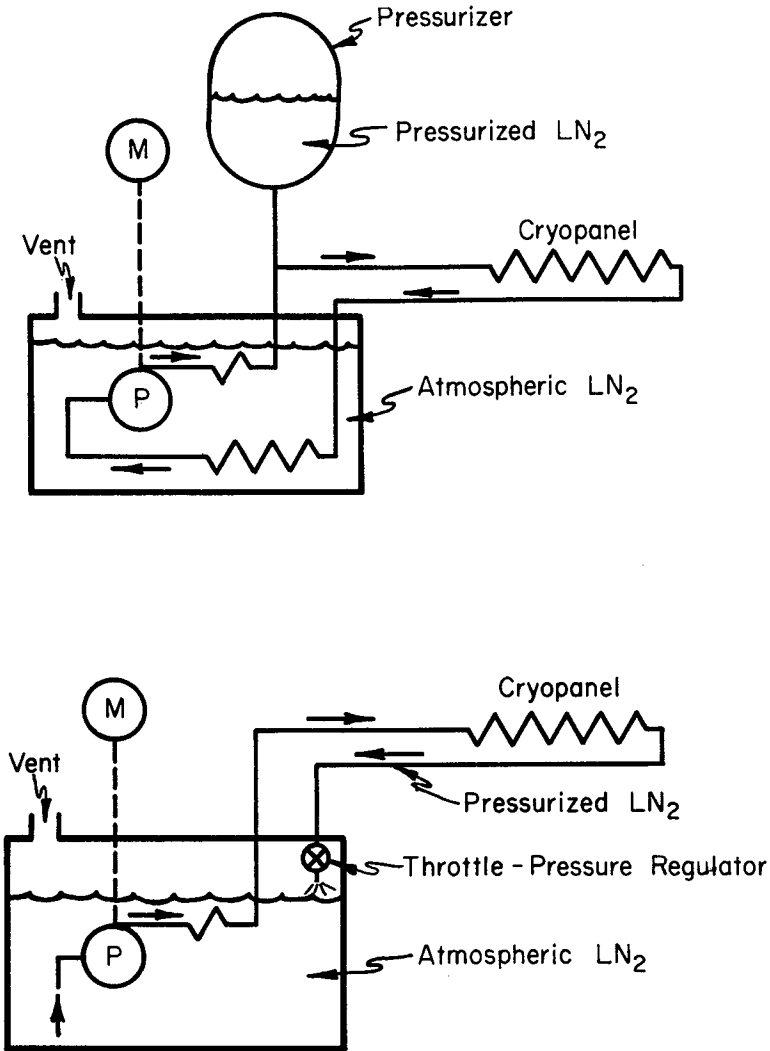 Pressurizer
Pressurized LN2
M
Vent
Cryopanel
P
Atmospheric LN2
M
Cryopanel
Vent
Pressurized LN2
Throttle-Pressure Regulator
P
Atmospheric LN2